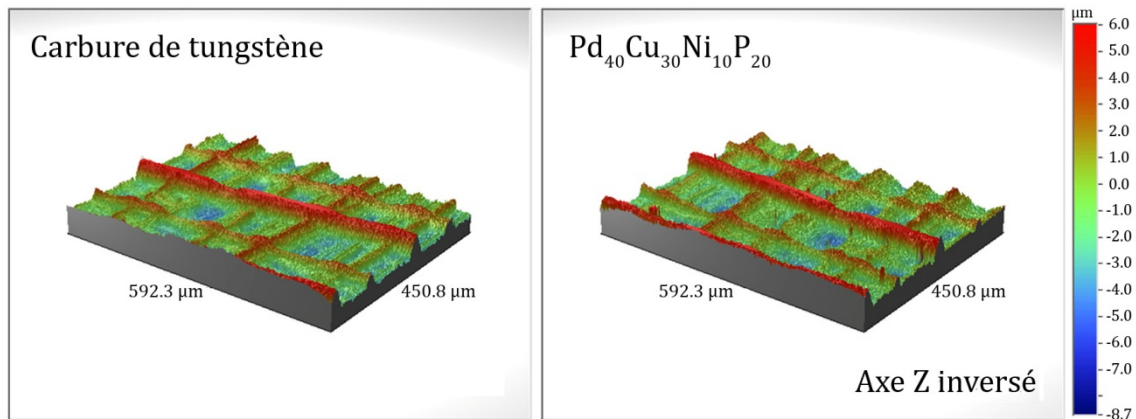 Carbure de tungstène
592.3 µm
450.8 µm
Pd40Cu30Ni10P20
592.3 µm
450.8 µm
Axe Z inversé
µm
6.0
5.0
4.0
3.0
2.0
1.0
0.0
-1.0
-2.0
-3.0
-4.0
-5.0
-6.0
-7.0
-8.7